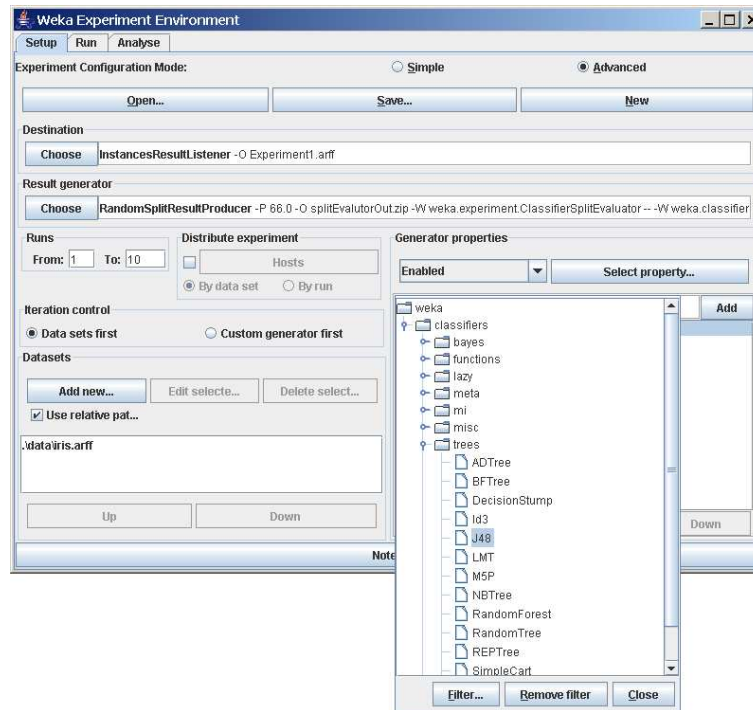 Weka Experiment Environment
Setup Run Analyse
Experiment Configuration Mode: Simple Advanced
Open... Save... New
Destination
Choose InstancesResultListener -O Experiment1.arff
Result generator
Choose RandomSplitResultProducer -P 66.0 -O splitEvalutorOut.zip -W weka.experiment.ClassifierSplitEvaluator -- -W weka.classifier
Runs
From: 1 To: 10
Distribute experiment
Hosts
By data set By run
Generator properties
Enabled Select property...
Iteration control
Data sets first Custom generator first
Datasets
Add new... Edit selecte... Delete select...
Use relative pat...
.\data\iris.arff
Up Down
Add
weka
classifiers
bayes
functions
lazy
meta
mi
misc
trees
ADTree
BFTree
DecisionStump
Id3
J48
LMT
M5P
NBTree
RandomForest
RandomTree
REPTree
SimpleCart
Down
Note
Filter... Remove filter Close